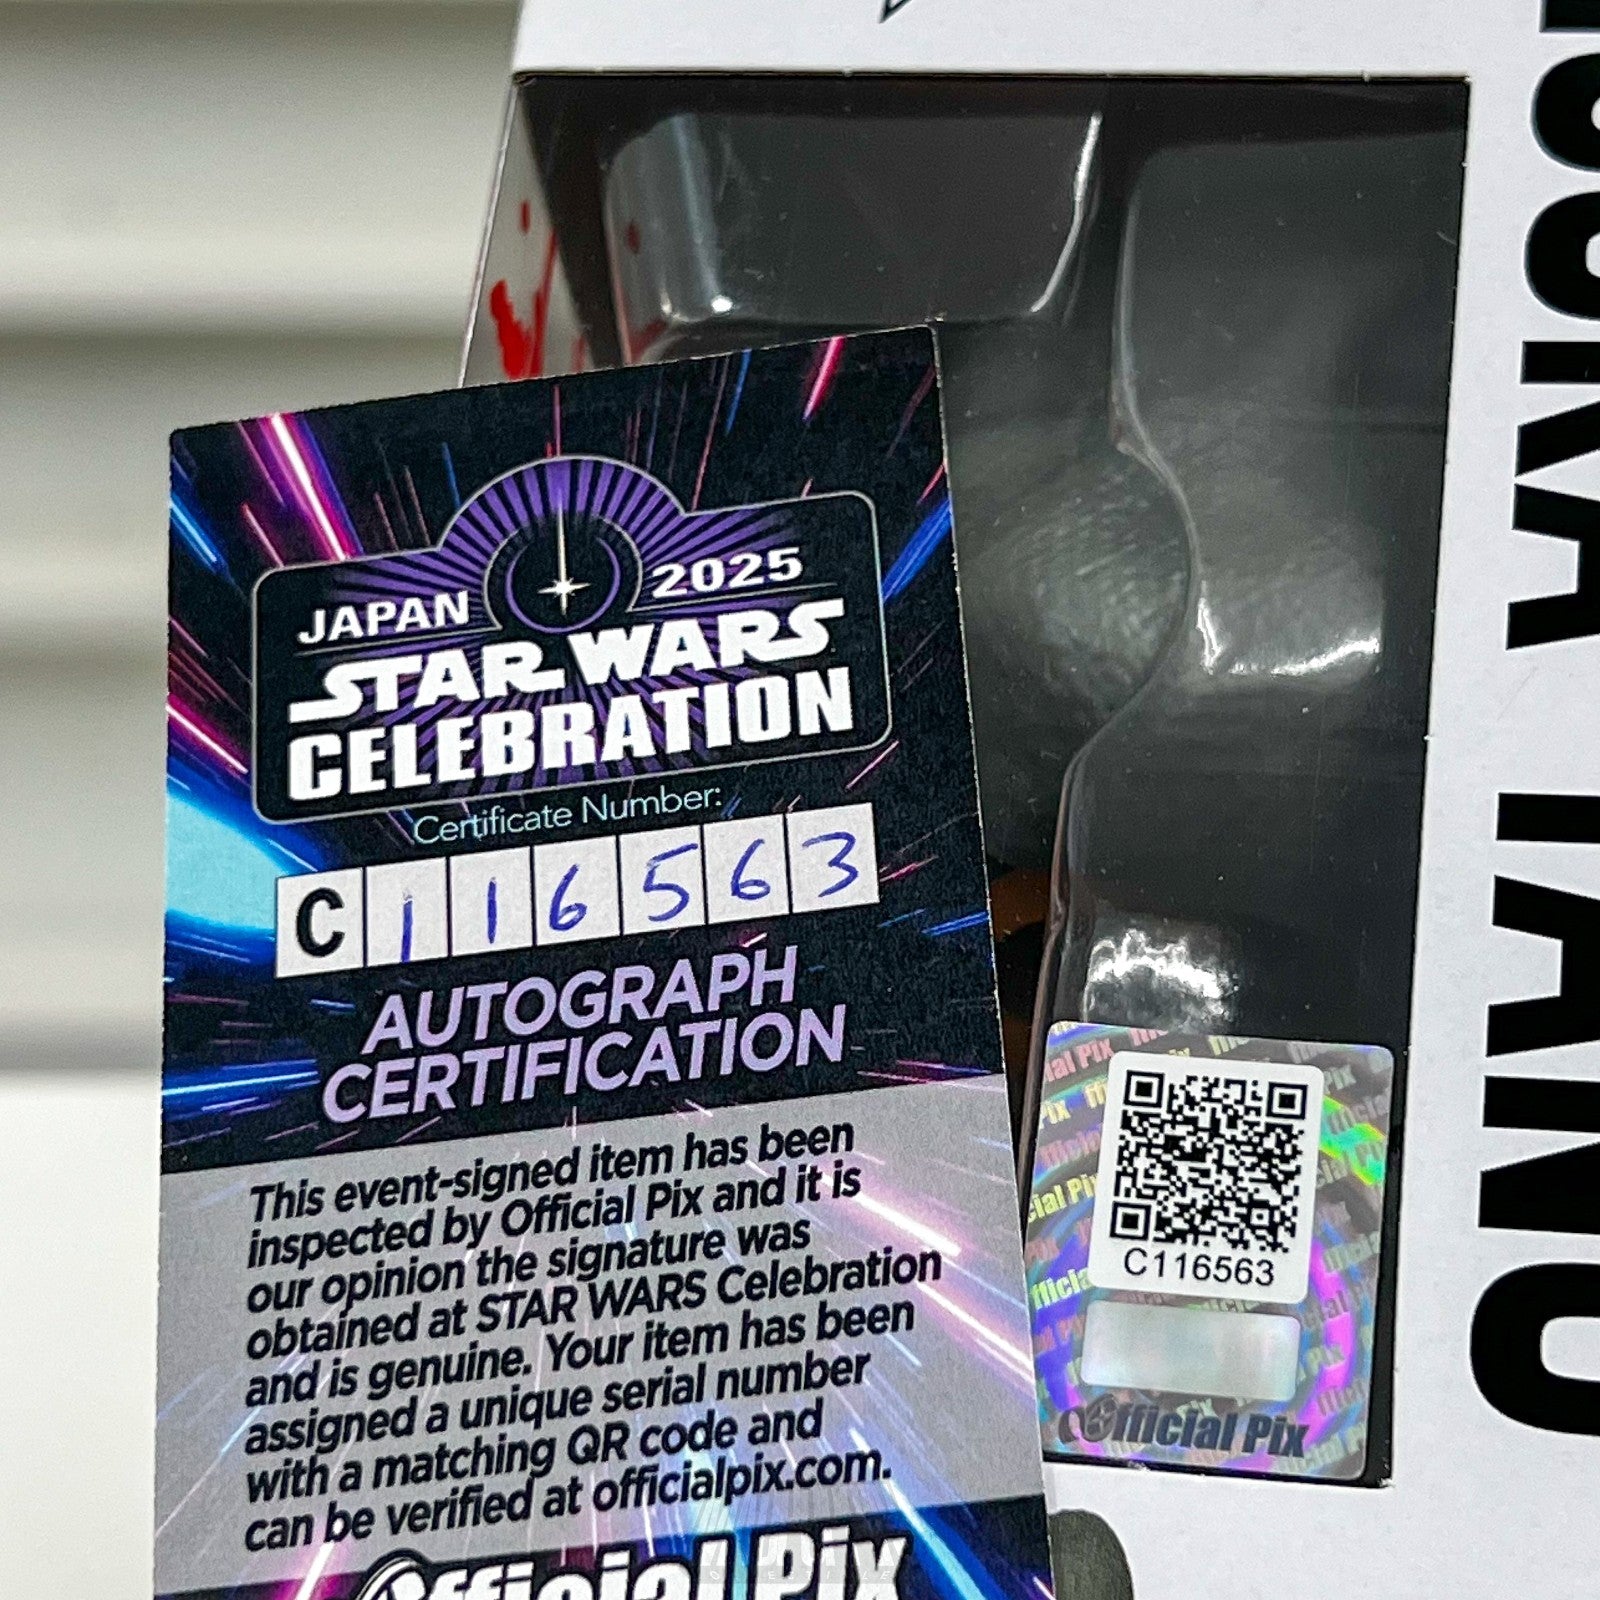 JAPAN 2025
STAR WARS
CELEBRATION
Certificate Number:
C116563
AUTOGRAPH
CERTIFICATION
This event-signed item has been
inspected by Official Pix and it is
our opinion the signature was
obtained at STAR WARS Celebration
and is genuine. Your item has been
assigned a unique serial number
with a matching QR code and
can be verified at officialpix.com.
Official Pix
C116563
Official Pix